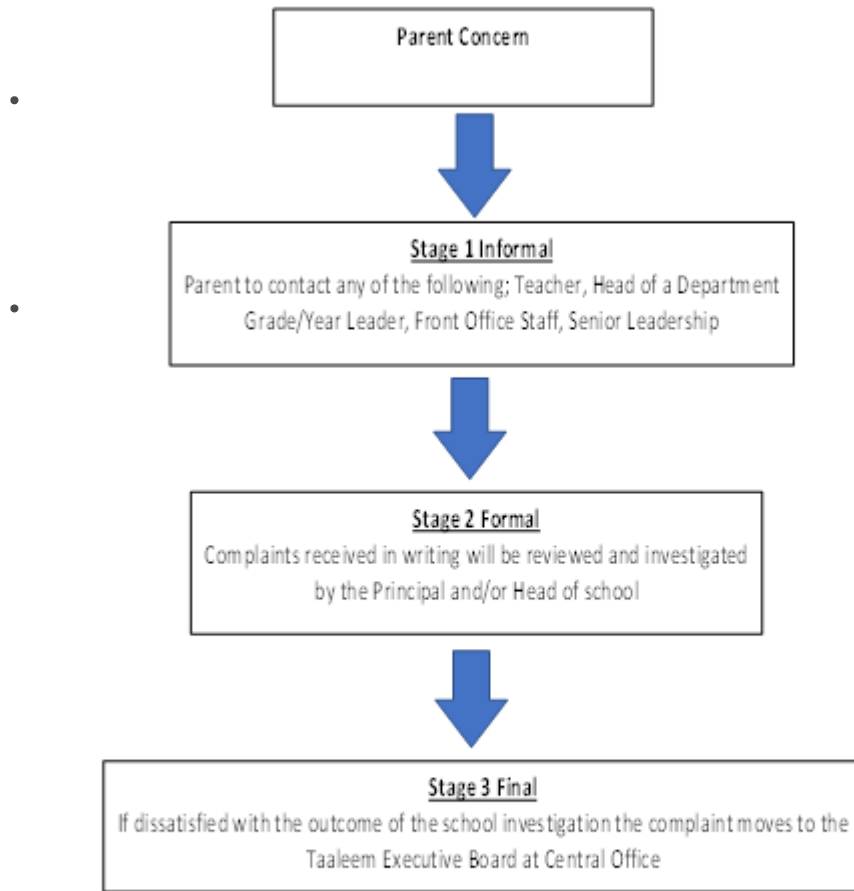 Parent Concern
Stage 1 Informal
Parent to contact any of the following; Teacher, Head of a Department
Grade/Year Leader, Front Office Staff, Senior Leadership
Stage 2 Formal
Complaints received in writing will be reviewed and investigated
by the Principal and/or Head of school
Stage 3 Final
If dissatisfied with the outcome of the school investigation the complaint moves to the
Taaleem Executive Board at Central Office